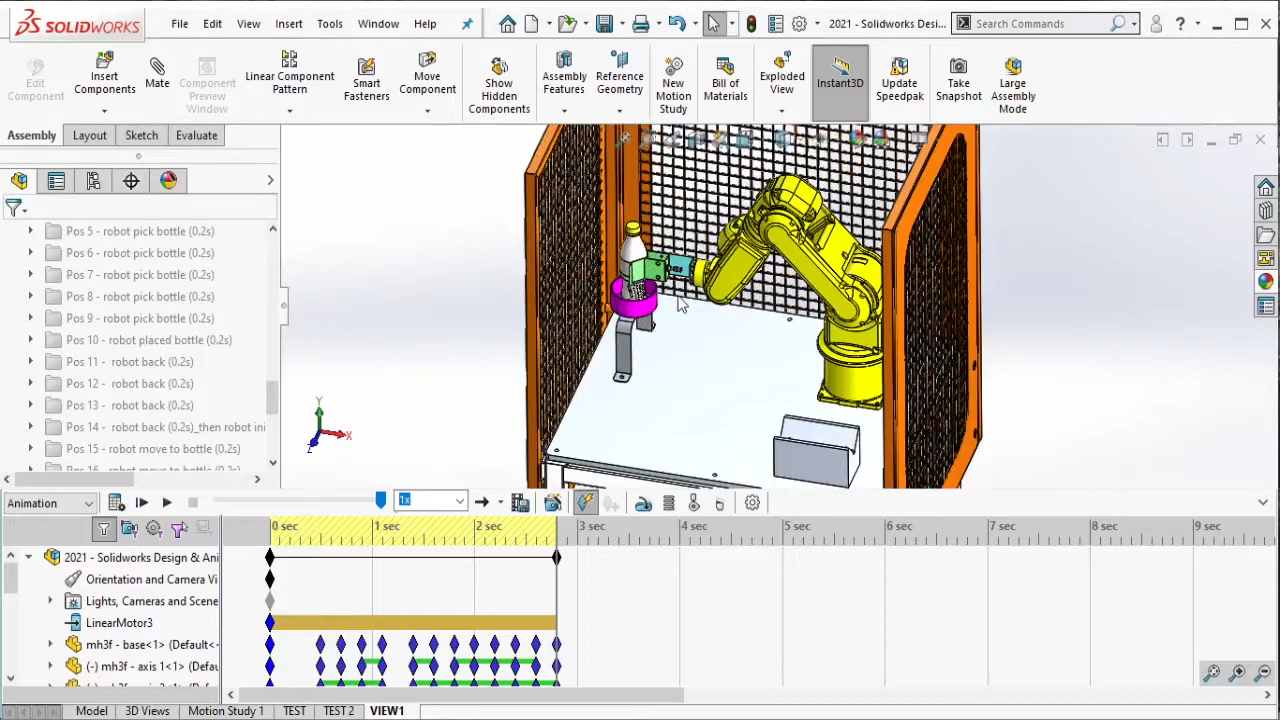 SOLIDWORKS File Edit View Insert Tools Window Help 2021 - Solidworks Desi... Search Commands
Edit Component
Insert Components
Mate
Component Preview Window
Linear Component Pattern
Smart Fasteners
Move Component
Show Hidden Components
Assembly Features
Reference Geometry
New Motion Study
Bill of Materials
Exploded View
Instant3D
Update Speedpak
Take Snapshot
Large Assembly Mode
Assembly Layout Sketch Evaluate
Pos 5 - robot pick bottle (0.2s)
Pos 6 - robot pick bottle (0.2s)
Pos 7 - robot pick bottle (0.2s)
Pos 8 - robot pick bottle (0.2s)
Pos 9 - robot pick bottle (0.2s)
Pos 10 - robot placed bottle (0.2s)
Pos 11 - robot back (0.2s)
Pos 12 - robot back (0.2s)
Pos 13 - robot back (0.2s)
Pos 14 - robot back (0.2s)_then robot ini
Pos 15 - robot move to bottle (0.2s)
Pos 16 - robot move to bottle (0.2s)
Y
X
Z
Animation 1x
0 sec 1 sec 2 sec 3 sec 4 sec 5 sec 6 sec 7 sec 8 sec 9 sec
2021 - Solidworks Design & Ani
Orientation and Camera Vi
Lights, Cameras and Scene
LinearMotor3
mh3f - base<1> (Default<
(-) mh3f - axis 1<1> (Defau
Model 3D Views Motion Study 1 TEST TEST 2 VIEW1